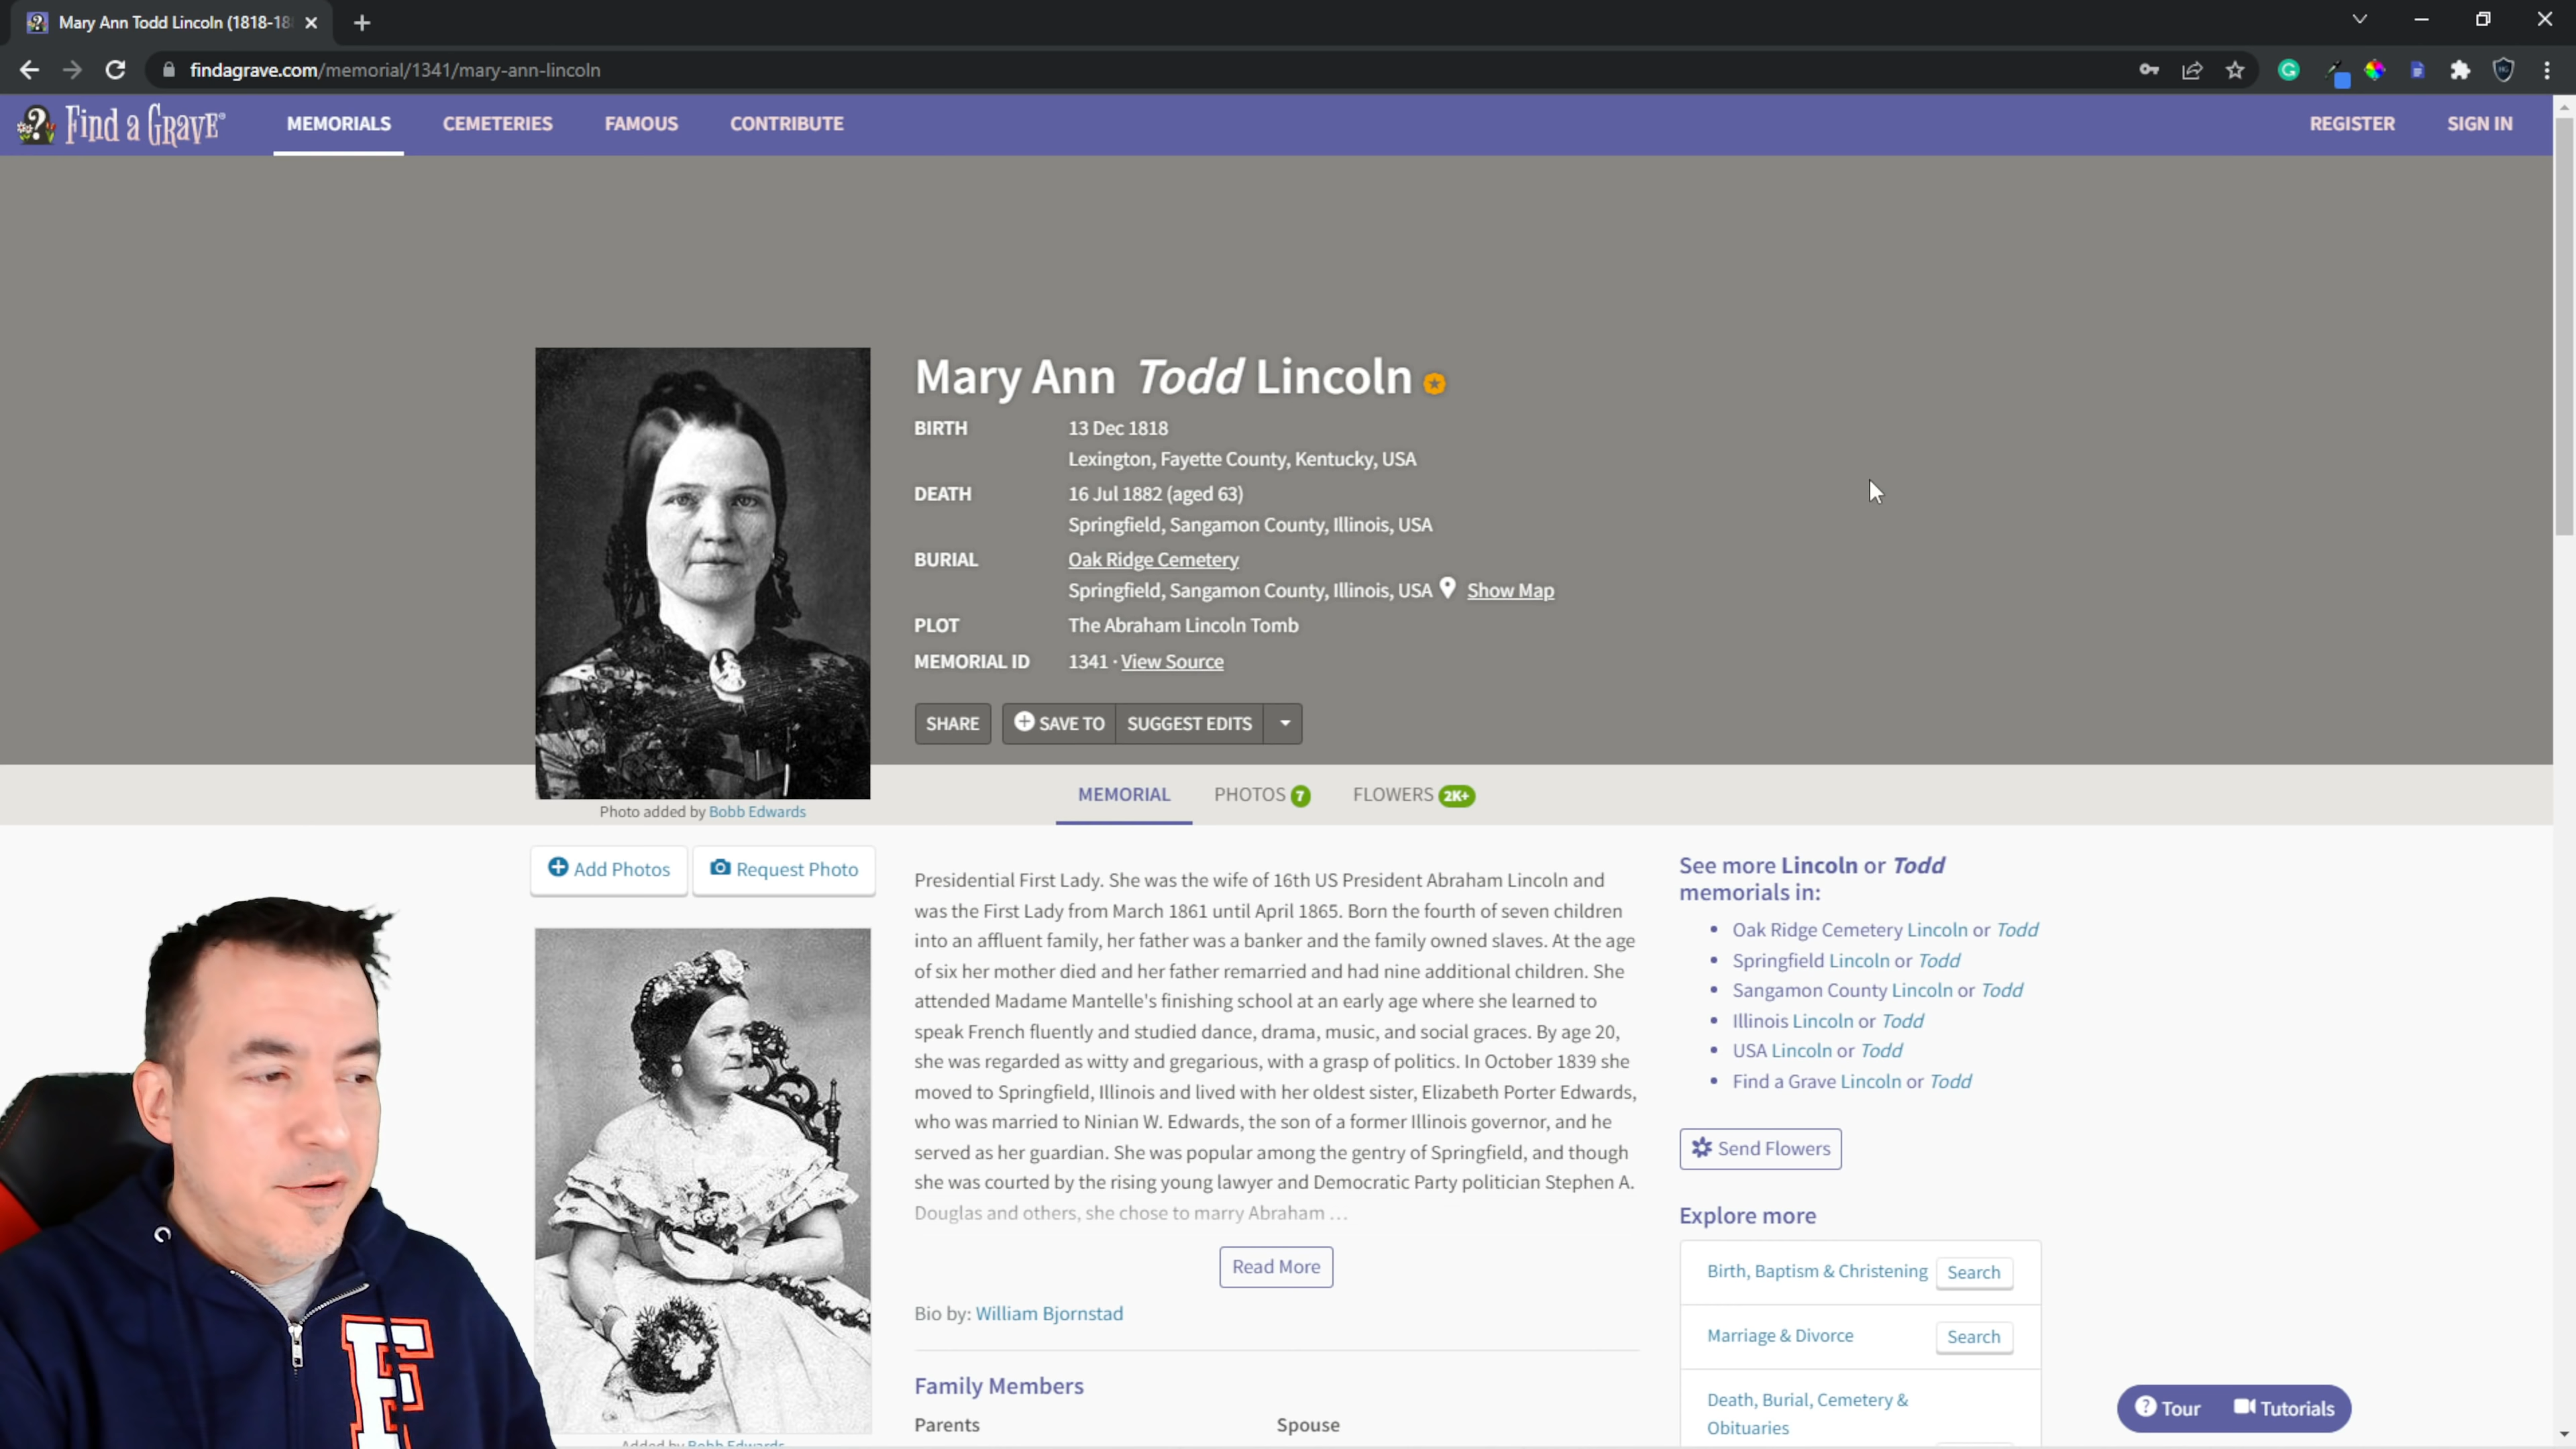 Mary Ann Todd Lincoln (1818-18
findagrave.com/memorial/1341/mary-ann-lincoln
Find a Grave®
MEMORIALS
CEMETERIES
FAMOUS
CONTRIBUTE
REGISTER
SIGN IN
Mary Ann Todd Lincoln
BIRTH 13 Dec 1818
Lexington, Fayette County, Kentucky, USA
DEATH 16 Jul 1882 (aged 63)
Springfield, Sangamon County, Illinois, USA
BURIAL Oak Ridge Cemetery
Springfield, Sangamon County, Illinois, USA Show Map
PLOT The Abraham Lincoln Tomb
MEMORIAL ID 1341 · View Source
SHARE
SAVE TO
SUGGEST EDITS
MEMORIAL
PHOTOS 7
FLOWERS 2K+
Photo added by Bobb Edwards
Add Photos
Request Photo
Presidential First Lady. She was the wife of 16th US President Abraham Lincoln and
was the First Lady from March 1861 until April 1865. Born the fourth of seven children
into an affluent family, her father was a banker and the family owned slaves. At the age
of six her mother died and her father remarried and had nine additional children. She
attended Madame Mantelle's finishing school at an early age where she learned to
speak French fluently and studied dance, drama, music, and social graces. By age 20,
she was regarded as witty and gregarious, with a grasp of politics. In October 1839 she
moved to Springfield, Illinois and lived with her oldest sister, Elizabeth Porter Edwards,
who was married to Ninian W. Edwards, the son of a former Illinois governor, and he
served as her guardian. She was popular among the gentry of Springfield, and though
she was courted by the rising young lawyer and Democratic Party politician Stephen A.
Douglas and others, she chose to marry Abraham ...
Read More
Bio by: William Bjornstad
Family Members
Parents
Spouse
Added by Bobb Edwards
See more Lincoln or Todd
memorials in:
• Oak Ridge Cemetery Lincoln or Todd
• Springfield Lincoln or Todd
• Sangamon County Lincoln or Todd
• Illinois Lincoln or Todd
• USA Lincoln or Todd
• Find a Grave Lincoln or Todd
Send Flowers
Explore more
Birth, Baptism & Christening Search
Marriage & Divorce Search
Death, Burial, Cemetery &
Obituaries
Tour
Tutorials
F